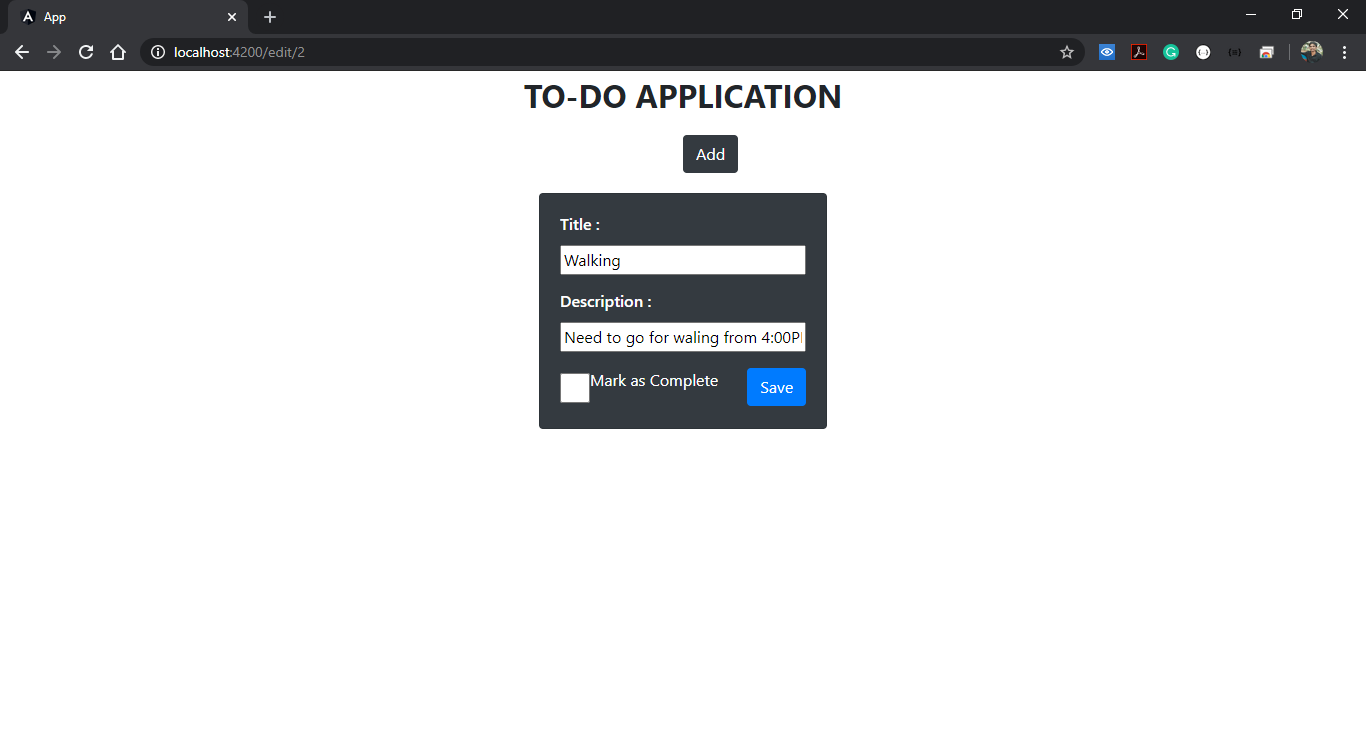 App
localhost:4200/edit/2
TO-DO APPLICATION
Add
Title :
Walking
Description :
Need to go for waling from 4:00P
Mark as Complete
Save